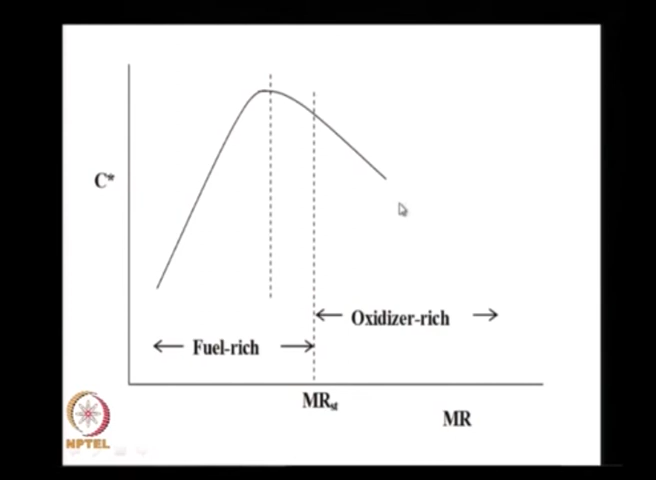 C*
Oxidizer-rich
Fuel-rich
MRst
MR
NPTEL